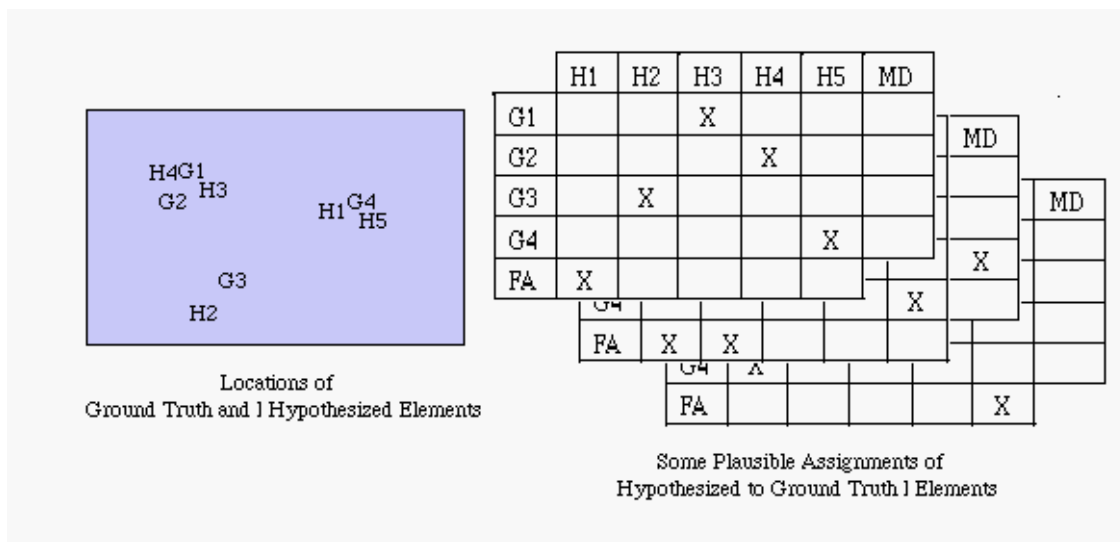 H1 H2 H3 H4 H5 MD
G1 X
G2 X
G3 X
G4 X
FA X
MD
X
G4 X
FA X X
MD
G4 X
FA X
H4G1
G2 H3
H1 G4
H5
G3
H2
Locations of
Ground Truth and l Hypothesized Elements
Some Plausible Assignments of
Hypothesized to Ground Truth l Elements